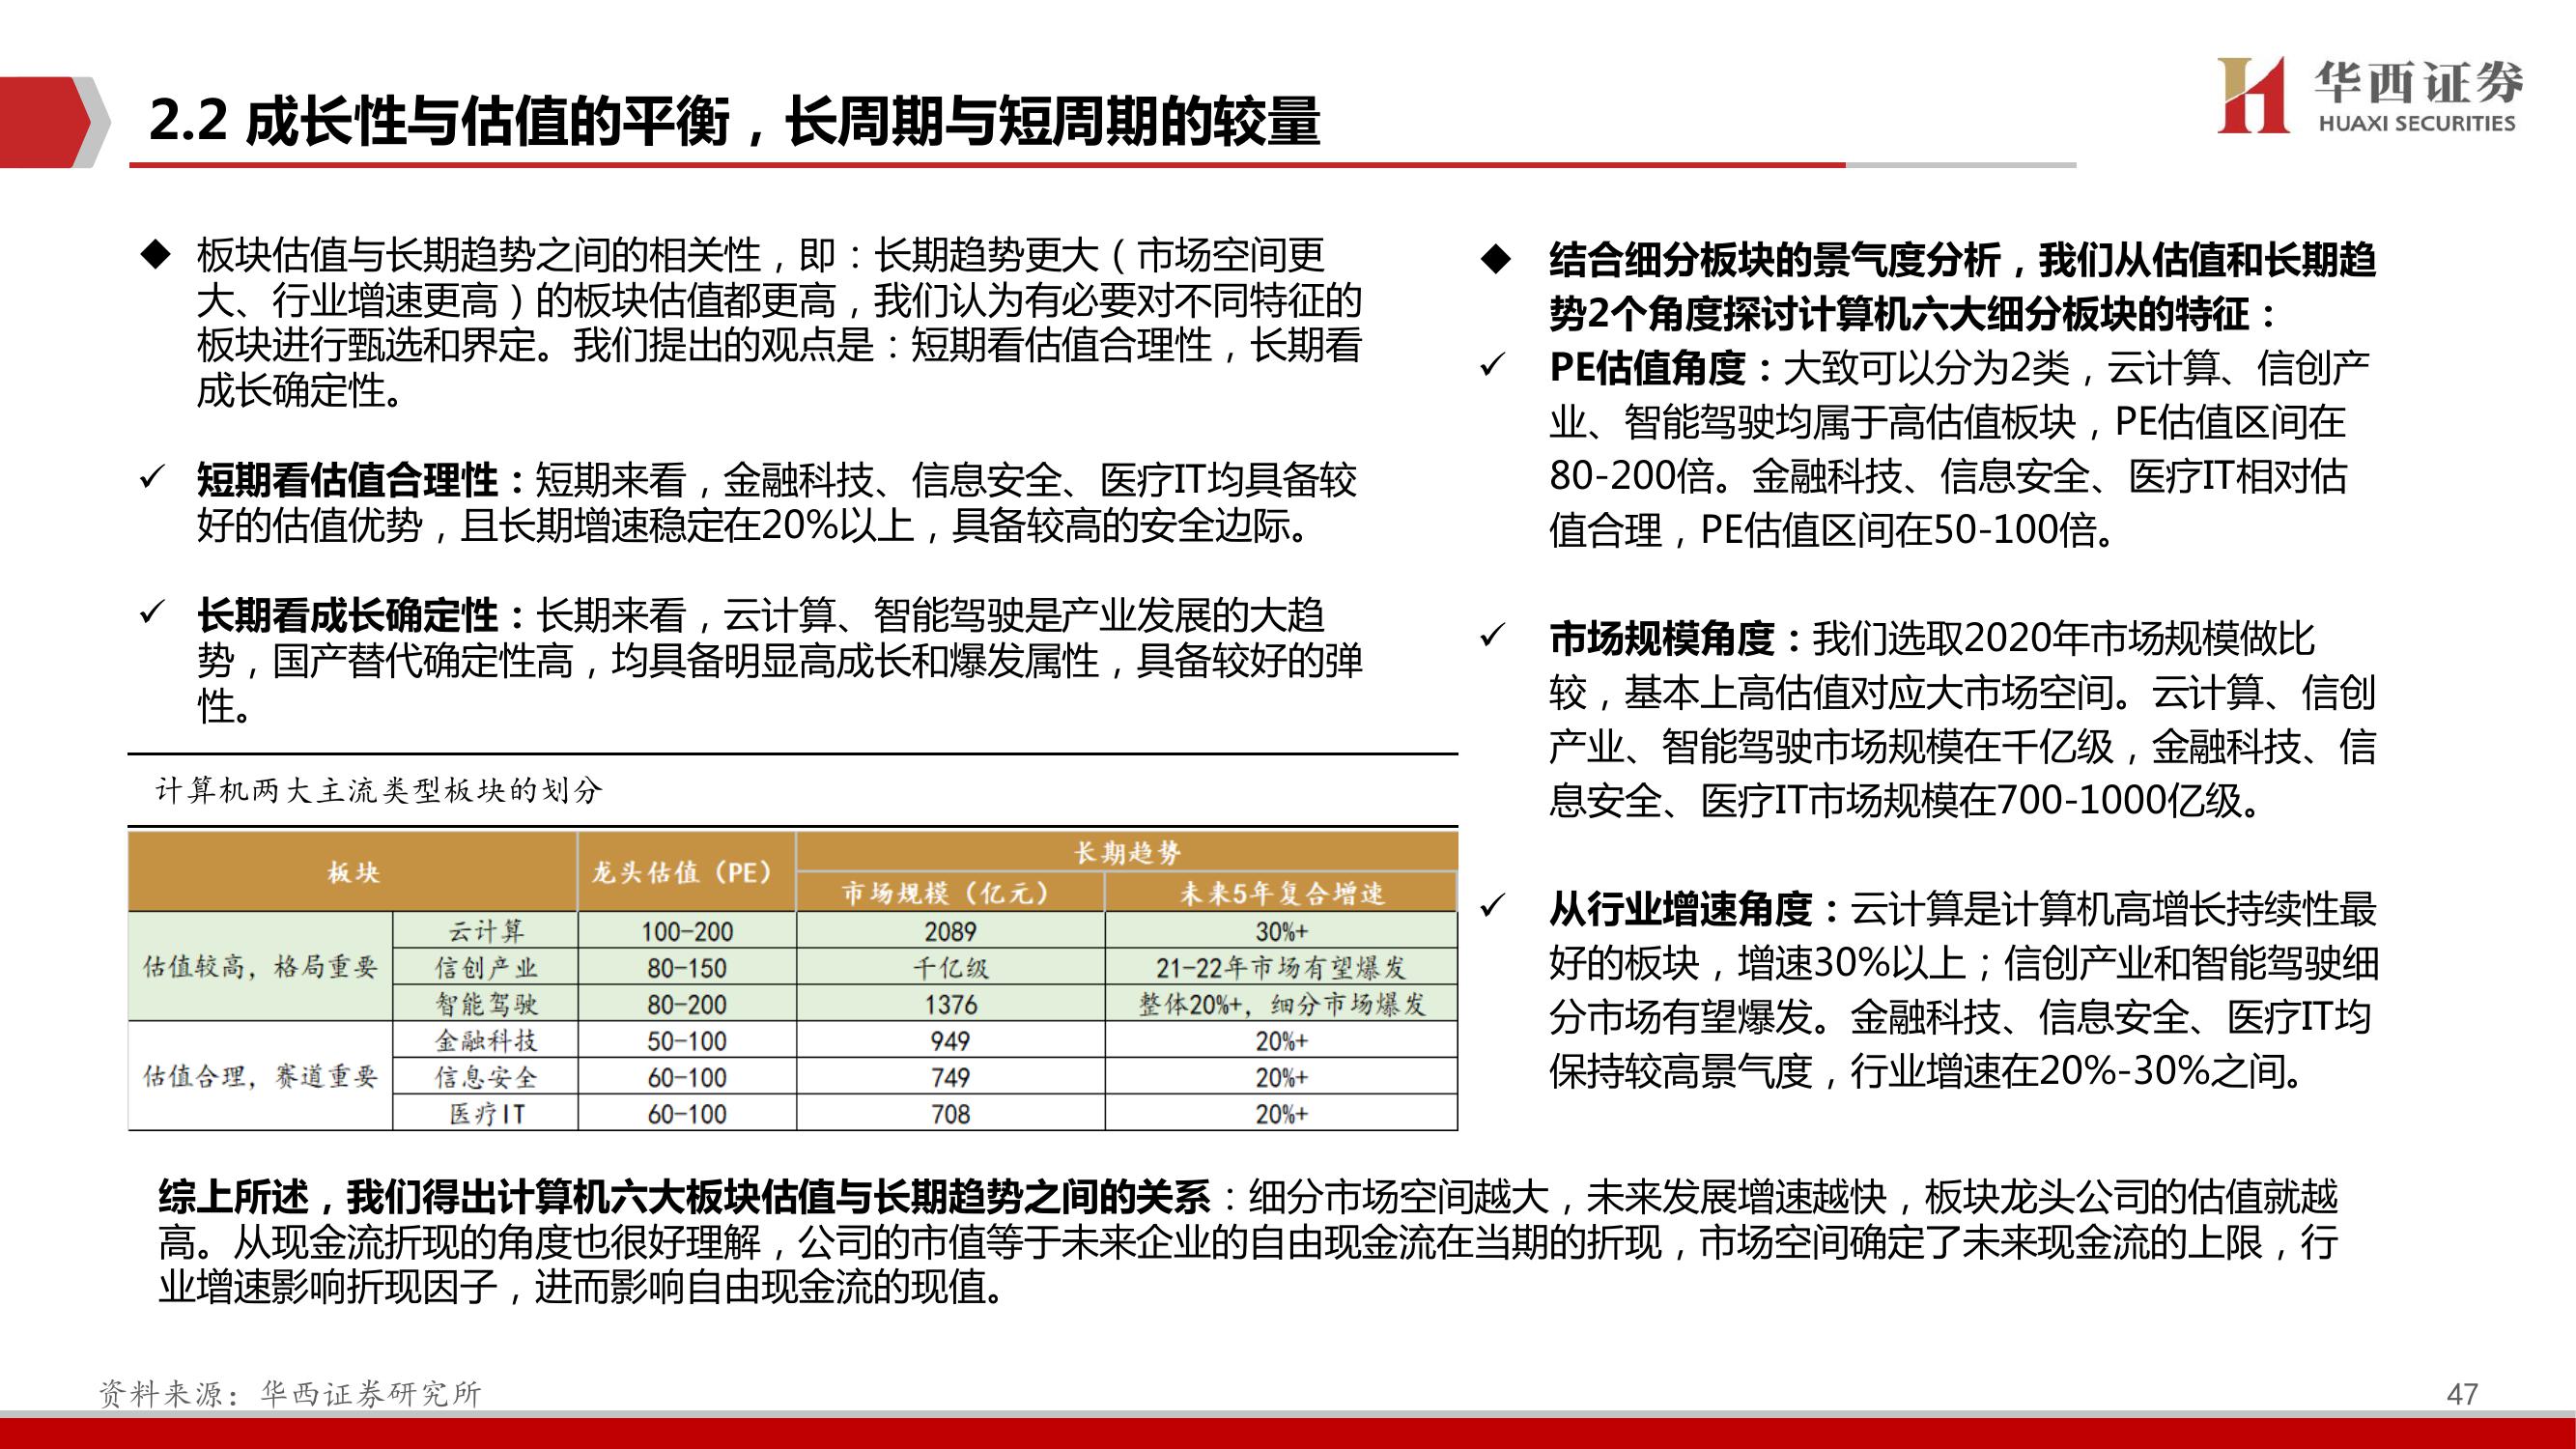 2.2 成长性与估值的平衡，长周期与短周期的较量
华西证券
HUAXI SECURITIES
◆ 板块估值与长期趋势之间的相关性，即：长期趋势更大（市场空间更
大、行业增速更高）的板块估值都更高，我们认为有必要对不同特征的
板块进行甄选和界定。我们提出的观点是：短期看估值合理性，长期看
成长确定性。
✓ 短期看估值合理性：短期来看，金融科技、信息安全、医疗IT均具备较
好的估值优势，且长期增速稳定在20%以上，具备较高的安全边际。
✓ 长期看成长确定性：长期来看，云计算、智能驾驶是产业发展的大趋
势，国产替代确定性高，均具备明显高成长和爆发属性，具备较好的弹
性。
计算机两大主流类型板块的划分
板块 龙头估值（PE） 长期趋势
市场规模（亿元） 未来5年复合增速
估值较高，格局重要 云计算 100-200 2089 30%+
信创产业 80-150 千亿级 21-22年市场有望爆发
智能驾驶 80-200 1376 整体20%+，细分市场爆发
估值合理，赛道重要 金融科技 50-100 949 20%+
信息安全 60-100 749 20%+
医疗IT 60-100 708 20%+
◆ 结合细分板块的景气度分析，我们从估值和长期趋
势2个角度探讨计算机六大细分板块的特征：
✓ PE估值角度：大致可以分为2类，云计算、信创产
业、智能驾驶均属于高估值板块，PE估值区间在
80-200倍。金融科技、信息安全、医疗IT相对估
值合理，PE估值区间在50-100倍。
✓ 市场规模角度：我们选取2020年市场规模做比
较，基本上高估值对应大市场空间。云计算、信创
产业、智能驾驶市场规模在千亿级，金融科技、信
息安全、医疗IT市场规模在700-1000亿级。
✓ 从行业增速角度：云计算是计算机高增长持续性最
好的板块，增速30%以上；信创产业和智能驾驶细
分市场有望爆发。金融科技、信息安全、医疗IT均
保持较高景气度，行业增速在20%-30%之间。
综上所述，我们得出计算机六大板块估值与长期趋势之间的关系：细分市场空间越大，未来发展增速越快，板块龙头公司的估值就越
高。从现金流折现的角度也很好理解，公司的市值等于未来企业的自由现金流在当期的折现，市场空间确定了未来现金流的上限，行
业增速影响折现因子，进而影响自由现金流的现值。
资料来源：华西证券研究所
47